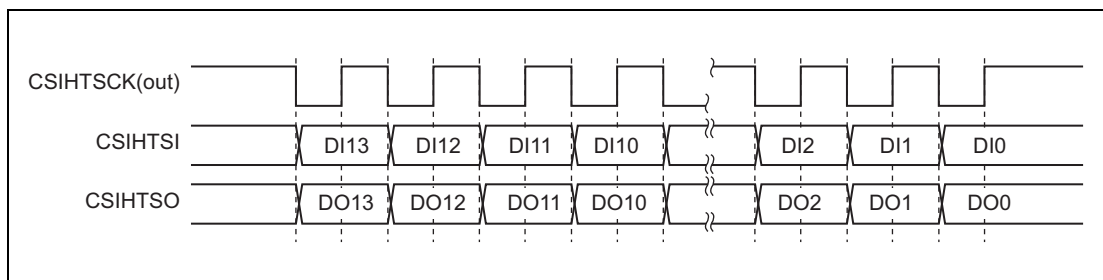 CSIHTSCK(out)
CSIHTSI DI13 DI12 DI11 DI10 DI2 DI1 DI0
CSIHTSO DO13 DO12 DO11 DO10 DO2 DO1 DO0